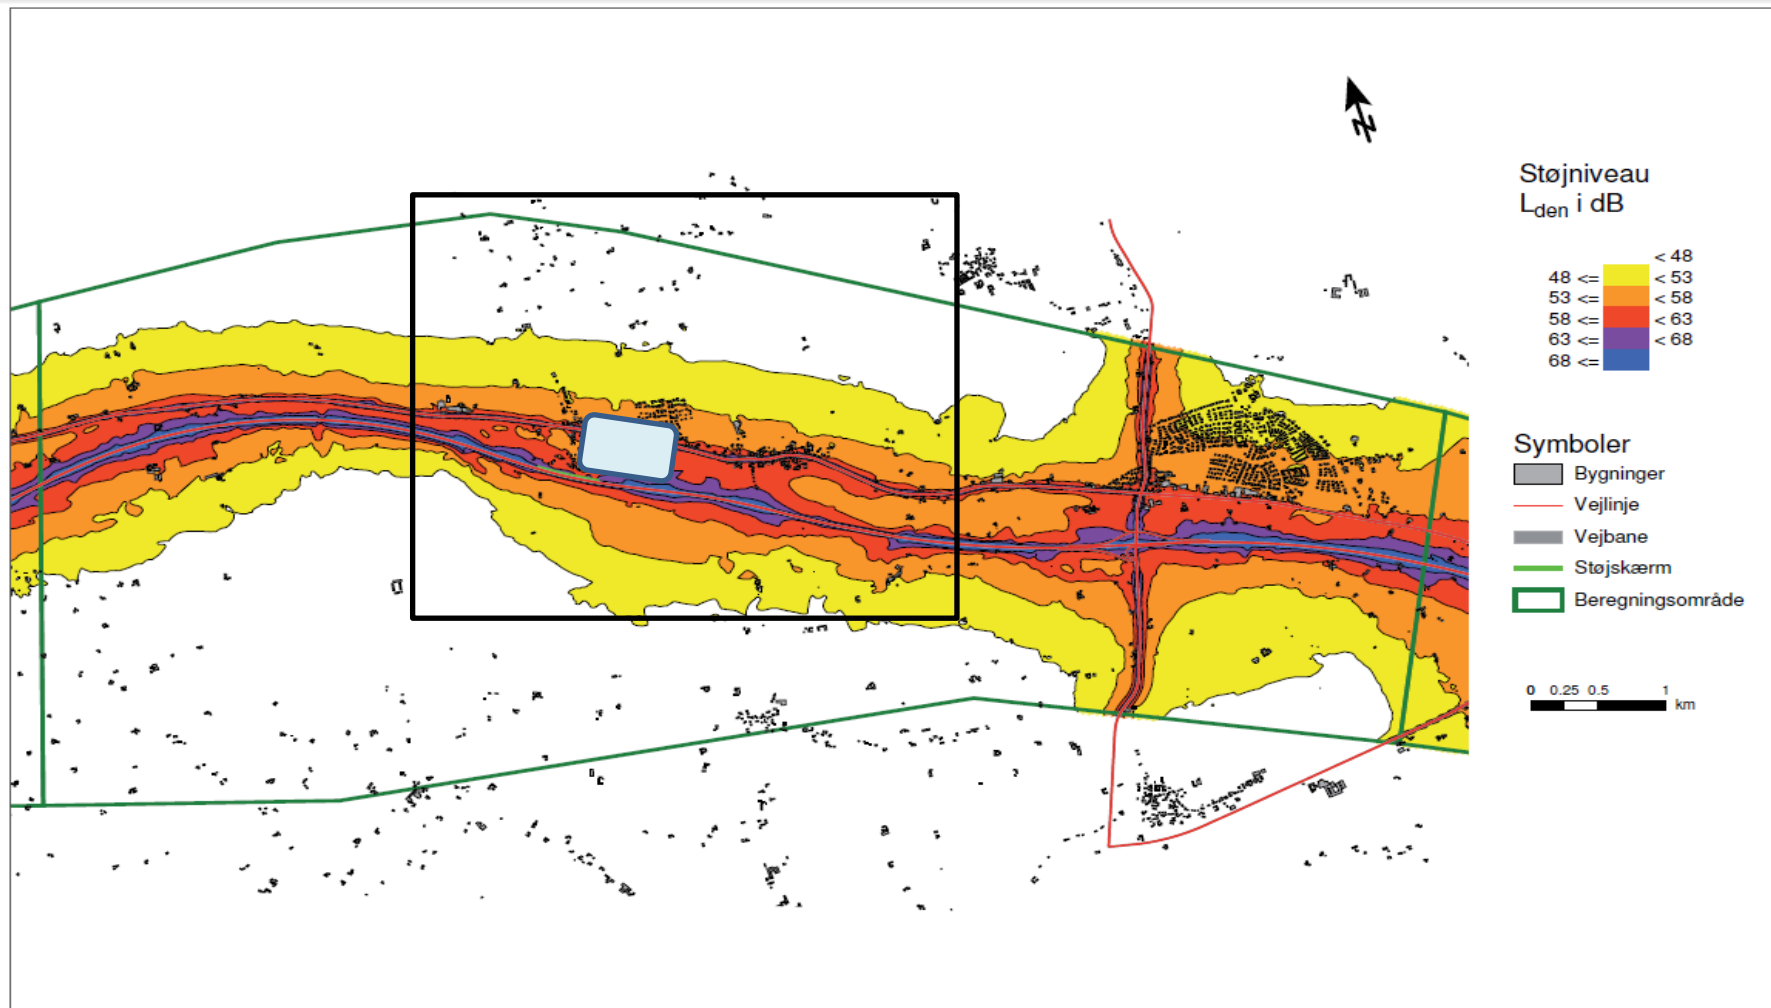 N
Støjniveau
Lden i dB
< 48
48 <= < 53
53 <= < 58
58 <= < 63
63 <= < 68
68 <=
Symboler
Bygninger
Vejlinje
Vejbane
Støjskærm
Beregningsområde
0 0.25 0.5 1
km